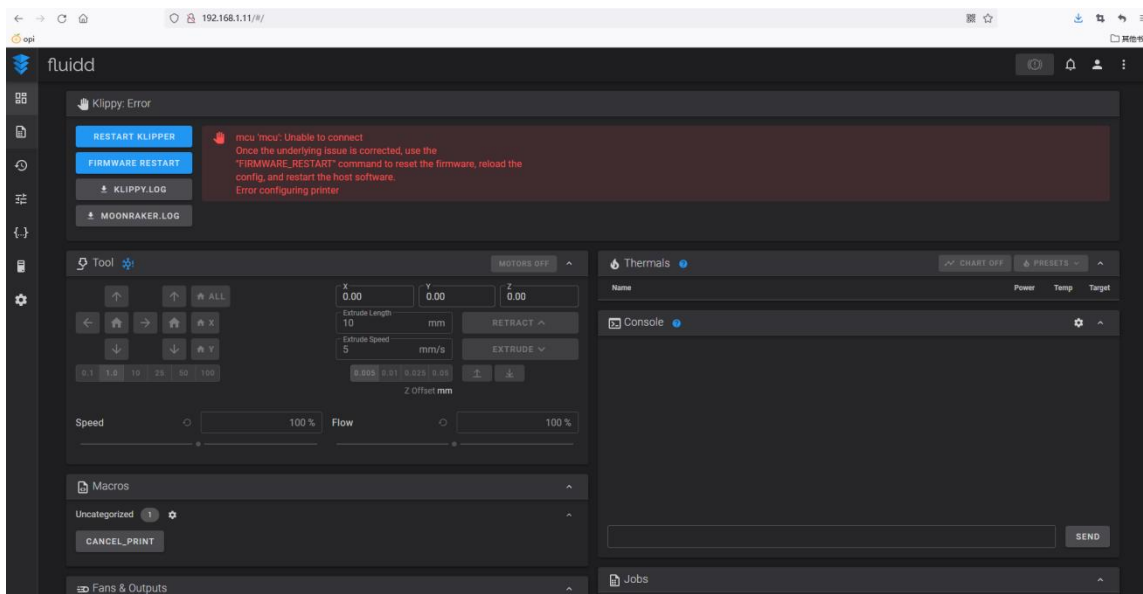 192.168.1.11/#/
opi
其他书
fluidd
Klippy: Error
RESTART KLIPPER
FIRMWARE RESTART
KLIPPY.LOG
MOONRAKER.LOG
mcu 'mcu': Unable to connect
Once the underlying issue is corrected, use the
"FIRMWARE_RESTART" command to reset the firmware, reload the
config, and restart the host software.
Error configuring printer
Tool
MOTORS OFF
ALL
X
Y
X
0.00
Y
0.00
Z
0.00
Extrude Length
10 mm
RETRACT
Extrude Speed
5 mm/s
EXTRUDE
0.1 1.0 10 25 50 100
0.005 0.01 0.025 0.05
Z Offset mm
Speed 100 %
Flow 100 %
Macros
Uncategorized 1
CANCEL_PRINT
Fans & Outputs
Thermals
CHART OFF
PRESETS
Name Power Temp Target
Console
SEND
Jobs